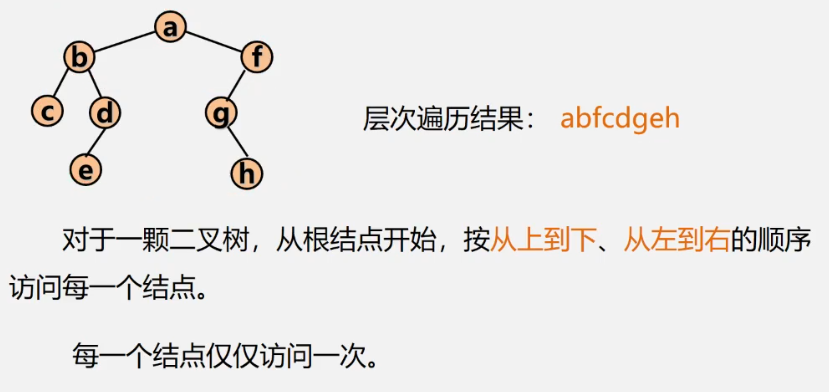 a
b f
c d g
e h
层次遍历结果： abfcdgeh
对于一颗二叉树，从根结点开始，按从上到下、从左到右的顺序
访问每一个结点。
每一个结点仅仅访问一次。